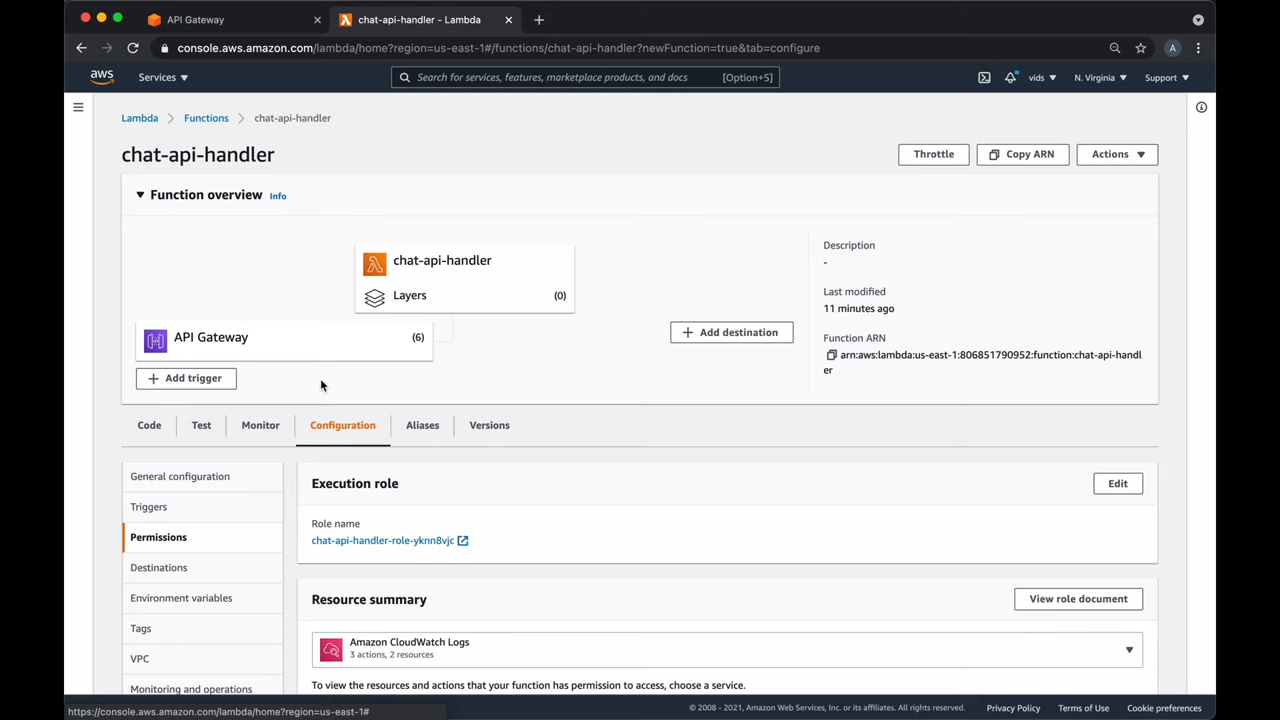 API Gateway
chat-api-handler - Lambda
console.aws.amazon.com/lambda/home?region=us-east-1#/functions/chat-api-handler?newFunction=true&tab=configure
A
aws
Services
Search for services, features, marketplace products, and docs [Option+S]
vids
N. Virginia
Support
Lambda > Functions > chat-api-handler
chat-api-handler
Throttle
Copy ARN
Actions
Function overview Info
chat-api-handler
Layers (0)
API Gateway (6)
+ Add trigger
+ Add destination
Description
-
Last modified
11 minutes ago
Function ARN
arn:aws:lambda:us-east-1:806851790952:function:chat-api-handl
er
Code
Test
Monitor
Configuration
Aliases
Versions
General configuration
Triggers
Permissions
Destinations
Environment variables
Tags
VPC
Monitoring and operations
Execution role
Edit
Role name
chat-api-handler-role-yknn8vjc
Resource summary
View role document
Amazon CloudWatch Logs
3 actions, 2 resources
To view the resources and actions that your function has permission to access, choose a service.
https://console.aws.amazon.com/lambda/home?region=us-east-1#
© 2008 - 2021, Amazon Web Services, Inc. or its affiliates. All rights reserved.
Privacy Policy
Terms of Use
Cookie preferences